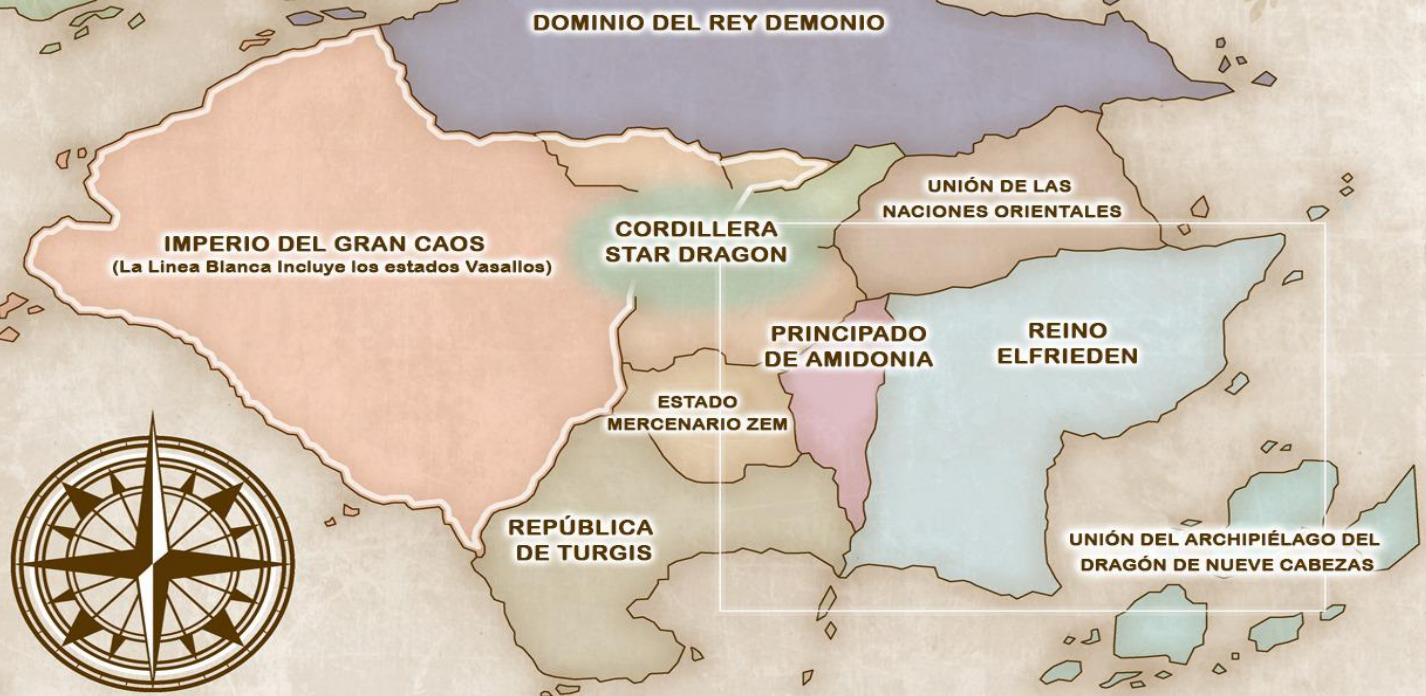 DOMINIO DEL REY DEMONIO
UNIÓN DE LAS
NACIONES ORIENTALES
IMPERIO DEL GRAN CAOS
(La Linea Blanca Incluye los estados Vasallos)
CORDILLERA
STAR DRAGON
PRINCIPADO
DE AMIDONIA
REINO
ELFRIEDEN
ESTADO
MERCENARIO ZEM
REPÚBLICA
DE TURGIS
UNIÓN DEL ARCHIPIÉLAGO DEL
DRAGÓN DE NUEVE CABEZAS